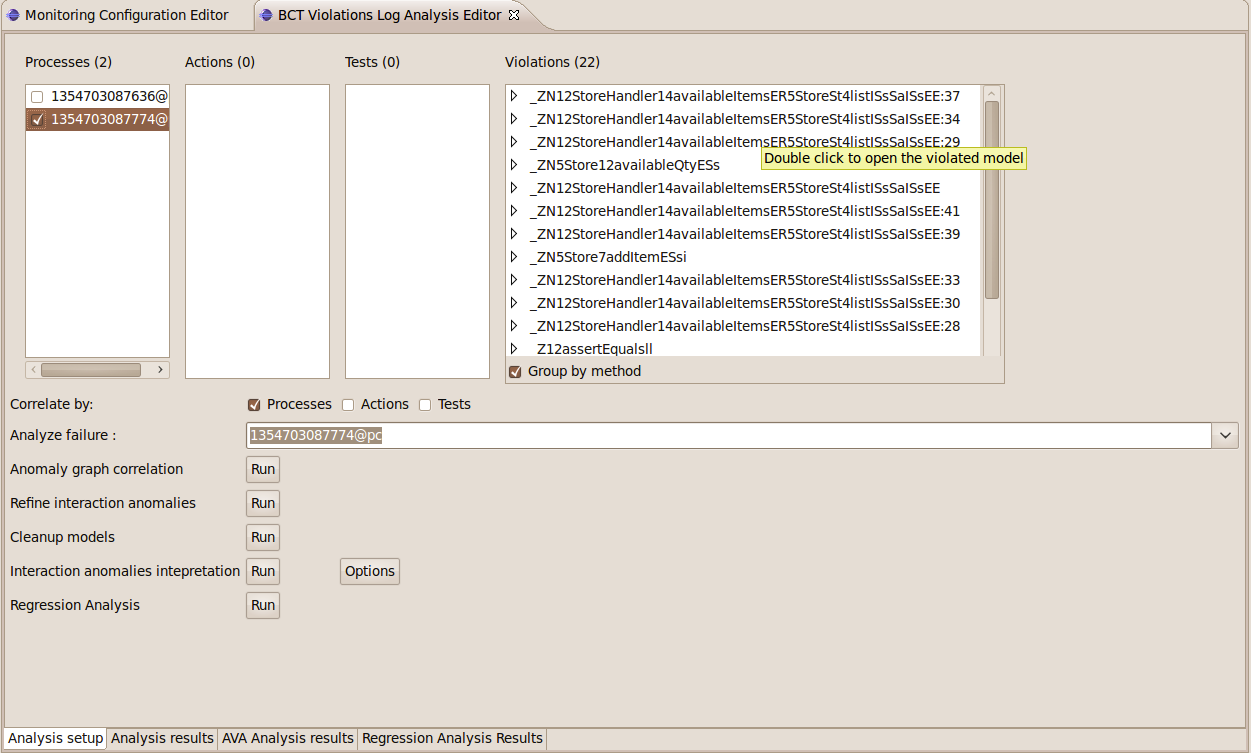 Monitoring Configuration Editor BCT Violations Log Analysis Editor
Processes (2) Actions (0) Tests (0) Violations (22)
1354703087636@
1354703087774@
_ZN12StoreHandler14availableItemsER5StoreSt4listISsSaISsEE:37
_ZN12StoreHandler14availableItemsER5StoreSt4listISsSaISsEE:34
_ZN12StoreHandler14availableItemsER5StoreSt4listISsSaISsEE:29
Double click to open the violated model
_ZN5Store12availableQtyESs
_ZN12StoreHandler14availableItemsER5StoreSt4listISsSaISsEE
_ZN12StoreHandler14availableItemsER5StoreSt4listISsSaISsEE:41
_ZN12StoreHandler14availableItemsER5StoreSt4listISsSaISsEE:39
_ZN5Store7addItemESsi
_ZN12StoreHandler14availableItemsER5StoreSt4listISsSaISsEE:33
_ZN12StoreHandler14availableItemsER5StoreSt4listISsSaISsEE:30
_ZN12StoreHandler14availableItemsER5StoreSt4listISsSaISsEE:28
Z12assertEqualsII
Group by method
Correlate by: Processes Actions Tests
Analyze failure : 1354703087774@pc
Anomaly graph correlation Run
Refine interaction anomalies Run
Cleanup models Run
Interaction anomalies intepretation Run Options
Regression Analysis Run
Analysis setup Analysis results AVA Analysis results Regression Analysis Results